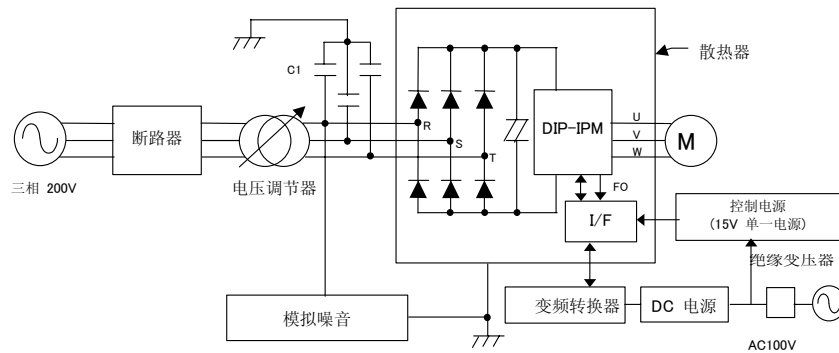 散热器
C1
断路器
R
S
T
DIP-IPM
U
V
W
M
三相 200V
电压调节器
FO
I/F
控制电源
(15V 单一电源)
绝缘变压器
模拟噪音
变频转换器
DC 电源
AC100V